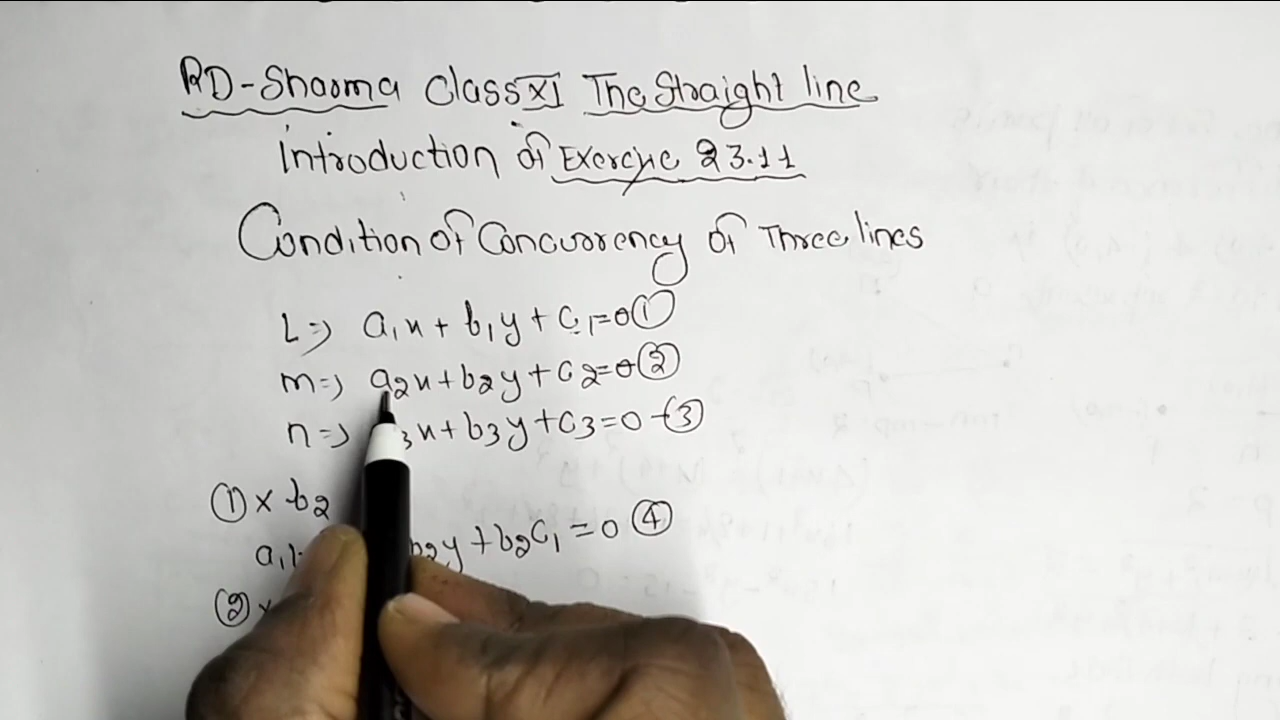 RD-Sharma Class XI The Straight line
introduction of Exercise 23.11
Condition of Concurrency of Three lines
L=> a₁x + b₁y + c₁=0 ①
m=> a₂x+b₂y+c₂=0 ②
n=> ₃x+b₃y+c₃=0 -③
① × b₂
a₁ b₂y + b₂c₁ = 0 ④
② ×